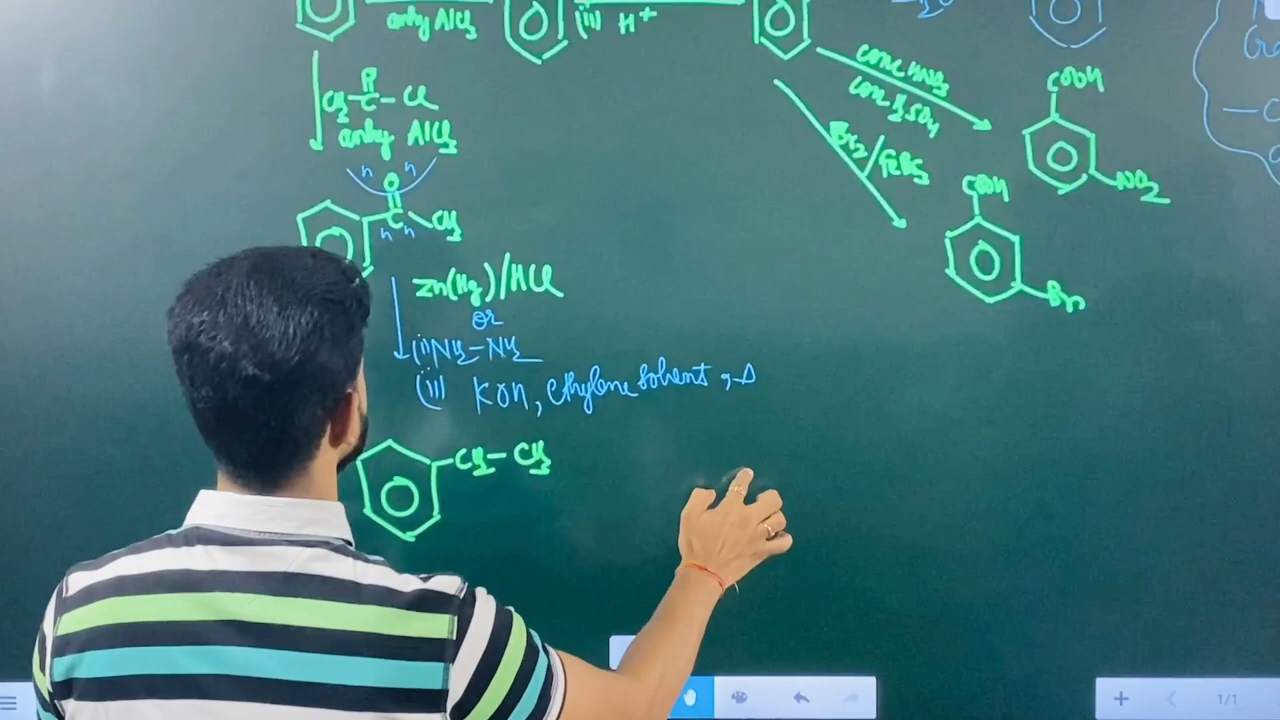 anhy AlCl3
(ii) H+
CH3-C-Cl
O
anhy AlCl3
conc HNO3
conc H2SO4
COOH
NO2
Br2/FeBr3
COOH
Br
O
C
CH3
Zn(Hg)/HCl
or
(i) NH2-NH2
(ii) KOH, ethylene solvent, Δ
CH2-CH3
1/1